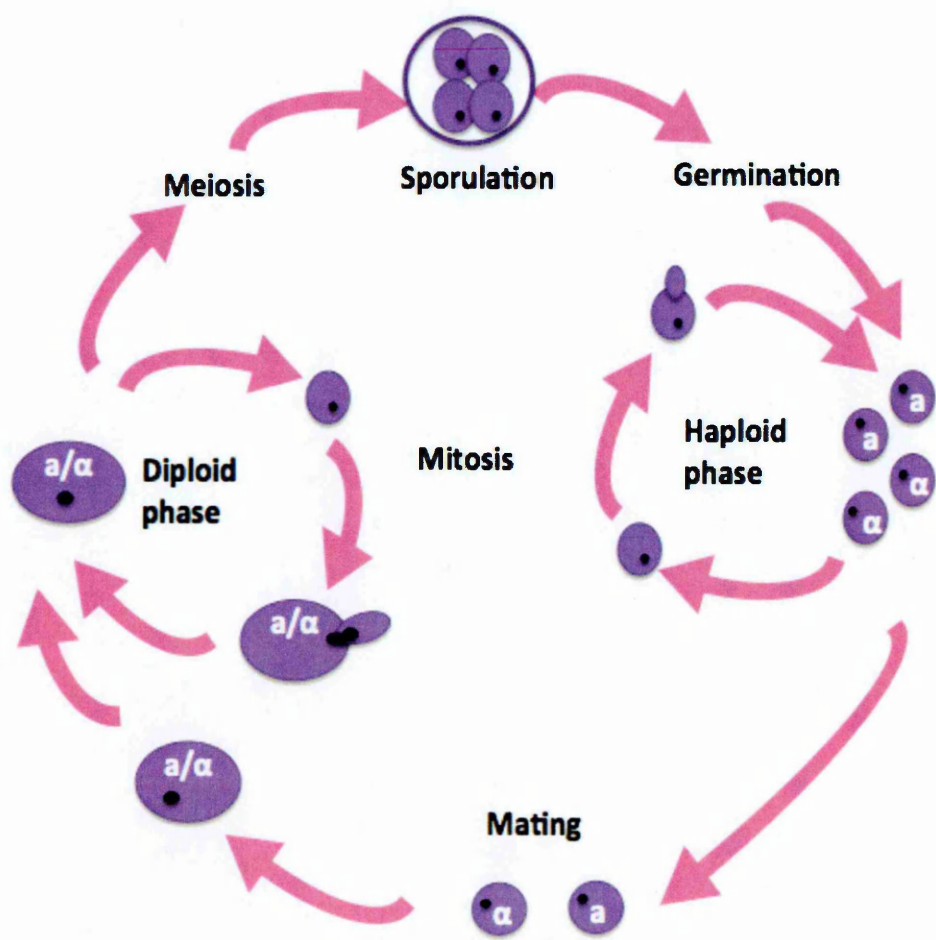 Meiosis
Sporulation
Germination
a/α
Diploid
phase
Mitosis
Haploid
phase
a
a
α
α
a/α
a/α
Mating
α
a